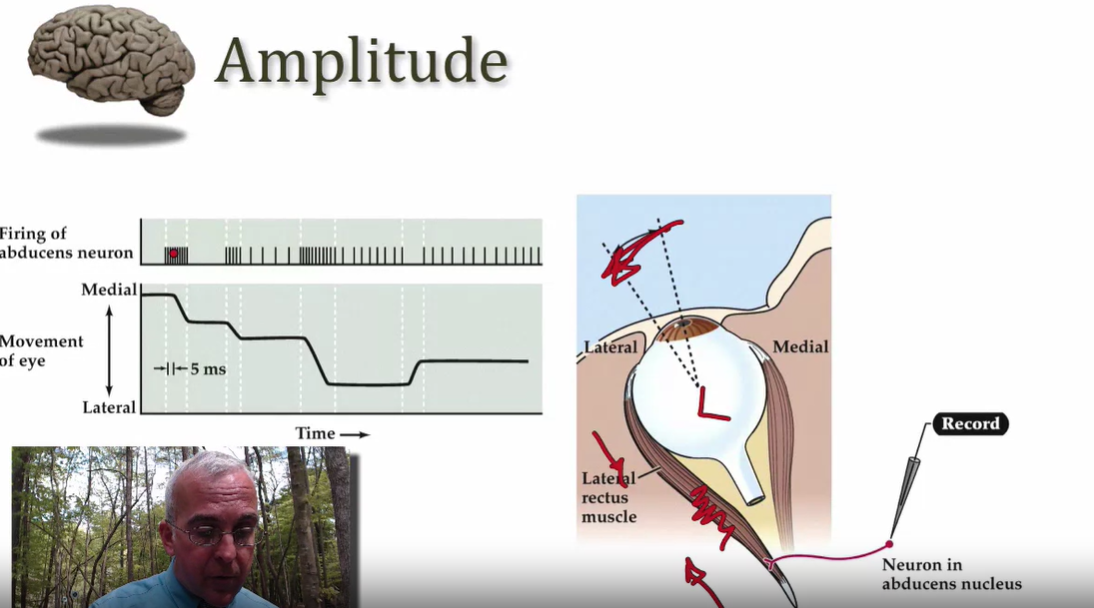 Amplitude
Firing of
abducens neuron
Medial
Movement
of eye
5 ms
Lateral
Time
Lateral
Medial
Lateral
rectus
muscle
Record
Neuron in
abducens nucleus